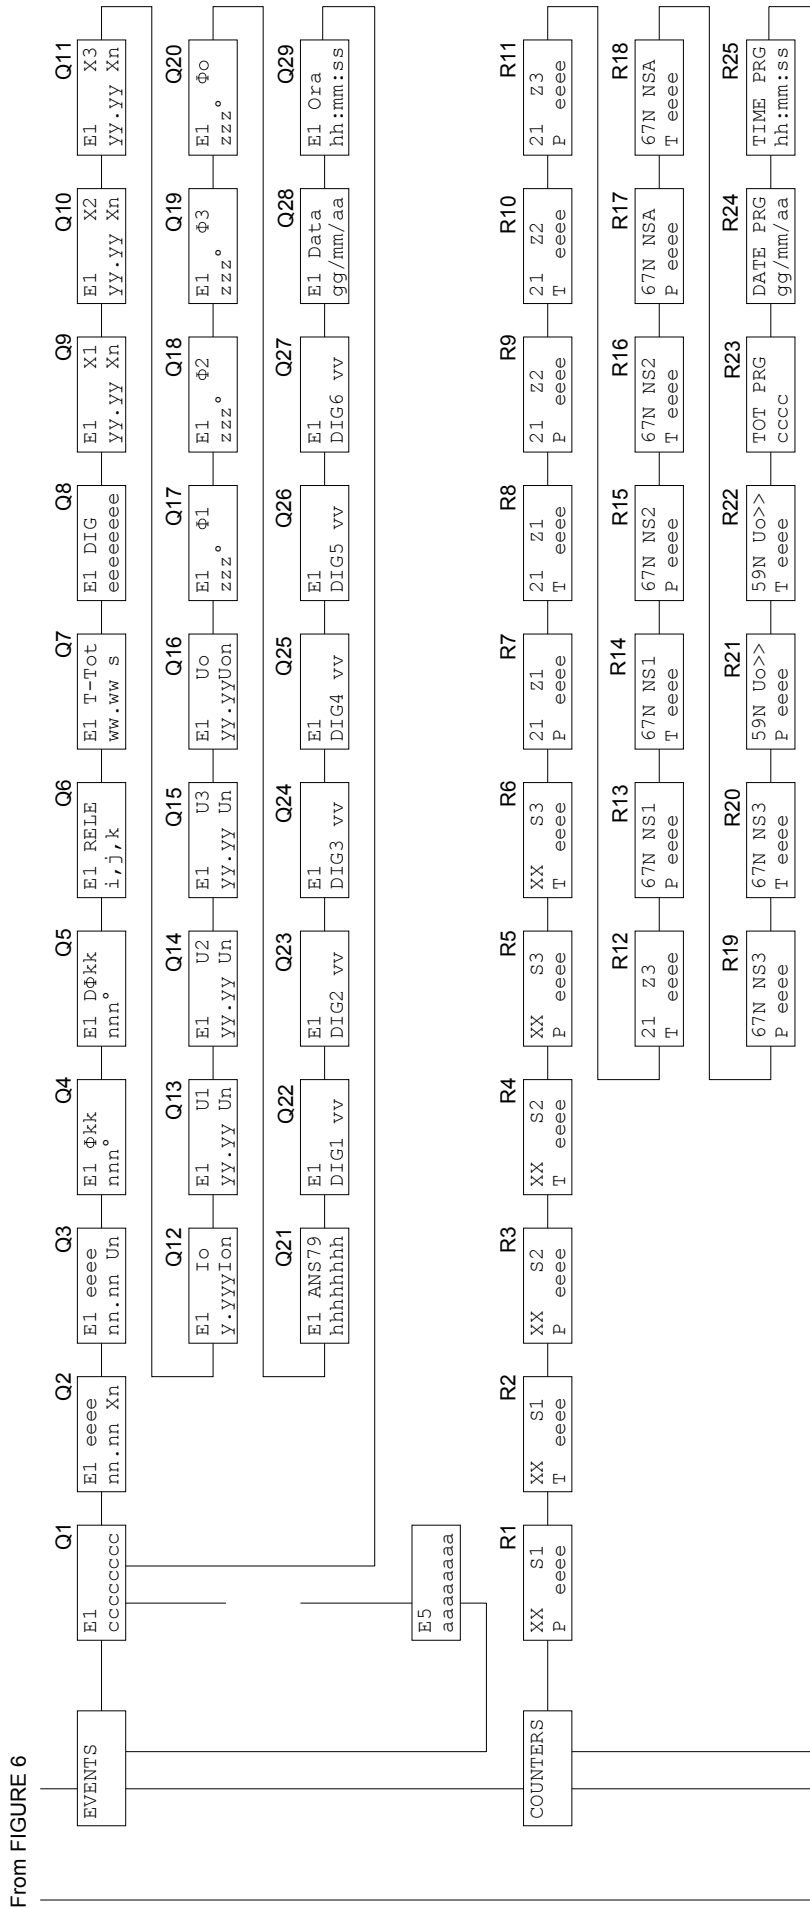 From FIGURE 6
EVENTS
Q1
E1
cccccccc
Q2
E1 eeee
nn.nn Xn
Q3
E1 eeee
nn.nn Un
Q4
E1 Φkk
nnn°
Q5
E1 DΦkk
nnn°
Q6
E1 RELE
i,j,k
Q7
E1 T-Tot
ww.ww s
Q8
E1 DIG
eeeeeeeee
Q9
E1 X1
yy.yy Xn
Q10
E1 X2
yy.yy Xn
Q11
E1 X3
yy.yy Xn
Q12
E1 Io
y.yyyIon
Q13
E1 U1
yy.yy Un
Q14
E1 U2
yy.yy Un
Q15
E1 U3
yy.yy Un
Q16
E1 Uo
yy.yyUon
Q17
E1 Φ1
zzz°
Q18
E1 Φ2
zzz°
Q19
E1 Φ3
zzz°
Q20
E1 Φo
zzz°
Q21
E1 ANS79
hhhhhhhhh
Q22
E1
DIG1 vv
Q23
E1
DIG2 vv
Q24
E1
DIG3 vv
Q25
E1
DIG4 vv
Q26
E1
DIG5 vv
Q27
E1
DIG6 vv
Q28
E1 Data
gg/mm/aa
Q29
E1 Ora
hh:mm:ss
E5
aaaaaaaa
COUNTERS
R1
XX S1
P eeee
R2
XX S1
T eeee
R3
XX S2
P eeee
R4
XX S2
T eeee
R5
XX S3
P eeee
R6
XX S3
T eeee
R7
21 Z1
P eeee
R8
21 Z1
T eeee
R9
21 Z2
P eeee
R10
21 Z2
T eeee
R11
21 Z3
P eeee
R12
21 Z3
T eeee
R13
67N NS1
P eeee
R14
67N NS1
T eeee
R15
67N NS2
P eeee
R16
67N NS2
T eeee
R17
67N NSA
P eeee
R18
67N NSA
T eeee
R19
67N NS3
P eeee
R20
67N NS3
T eeee
R21
59N Uo>>
P eeee
R22
59N Uo>>
T eeee
R23
TOT PRG
cccc
R24
DATE PRG
gg/mm/aa
R25
TIME PRG
hh:mm:ss